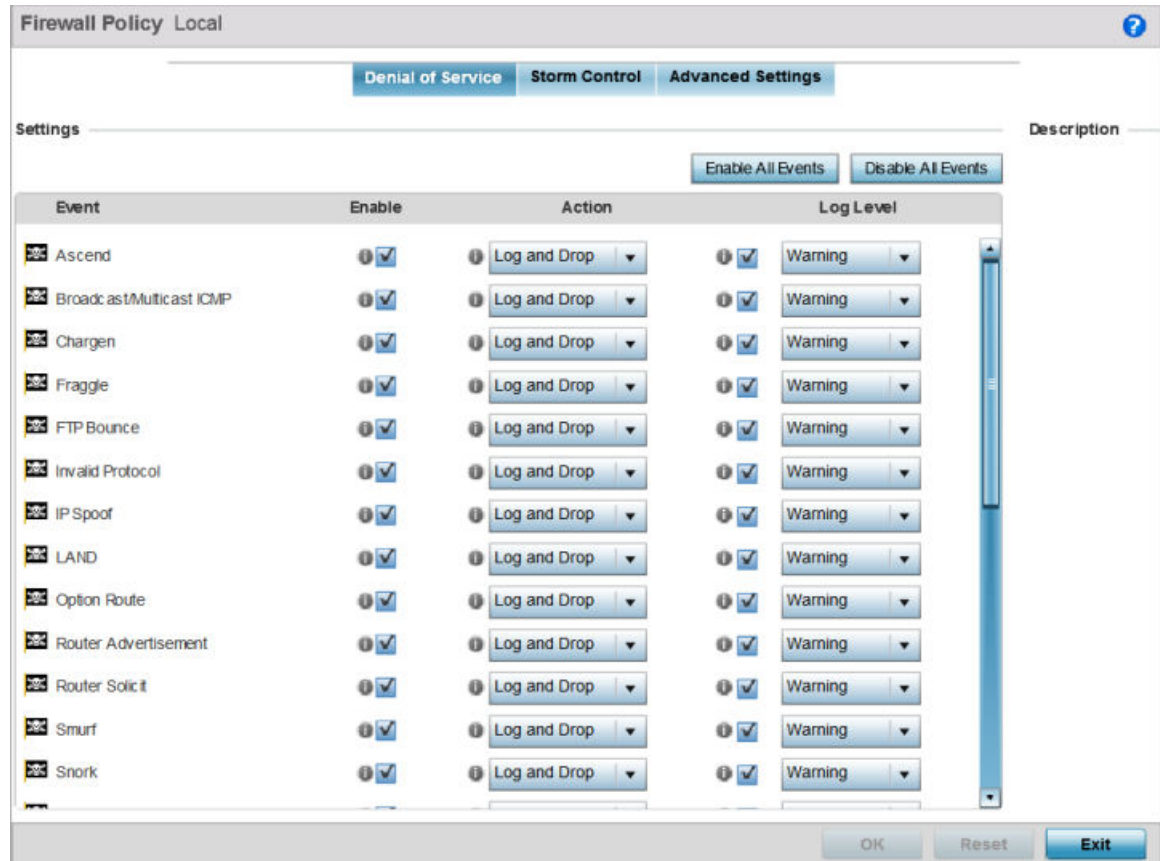 Firewall Policy Local
Denial of Service Storm Control Advanced Settings
Settings Description
Enable All Events Disable All Events
Event Enable Action Log Level
Ascend Log and Drop Warning
Broadcast/Multicast ICMP Log and Drop Warning
Chargen Log and Drop Warning
Fraggle Log and Drop Warning
FTP Bounce Log and Drop Warning
Invalid Protocol Log and Drop Warning
IP Spoof Log and Drop Warning
LAND Log and Drop Warning
Option Route Log and Drop Warning
Router Advertisement Log and Drop Warning
Router Solicit Log and Drop Warning
Smurf Log and Drop Warning
Snork Log and Drop Warning
OK Reset Exit